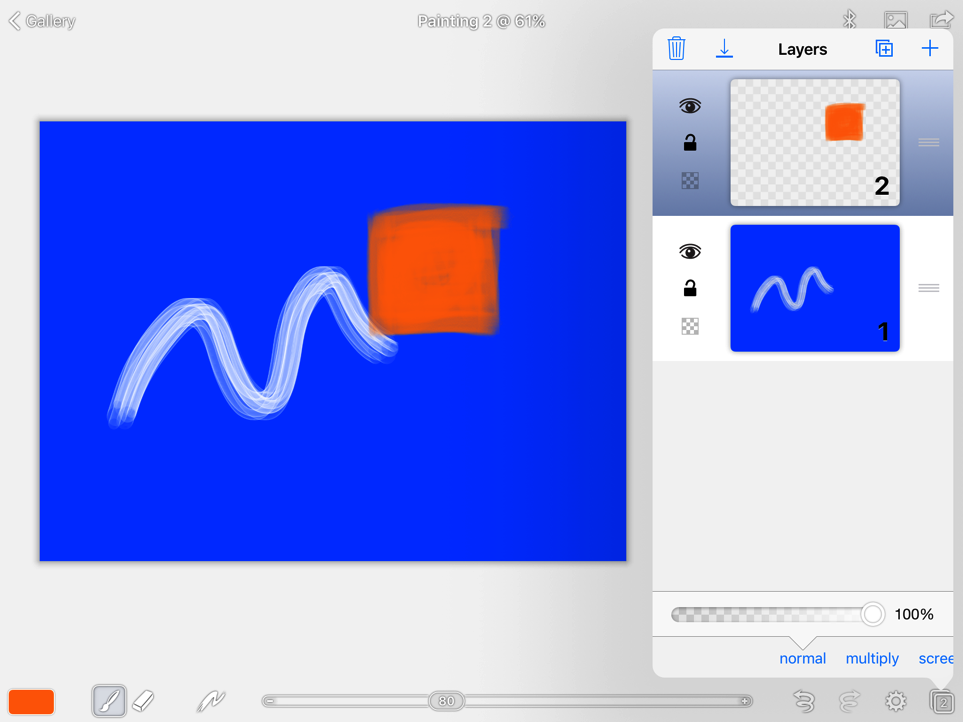 Gallery
Painting 2 @ 61%
Layers
2
1
100%
normal multiply scree
80
2